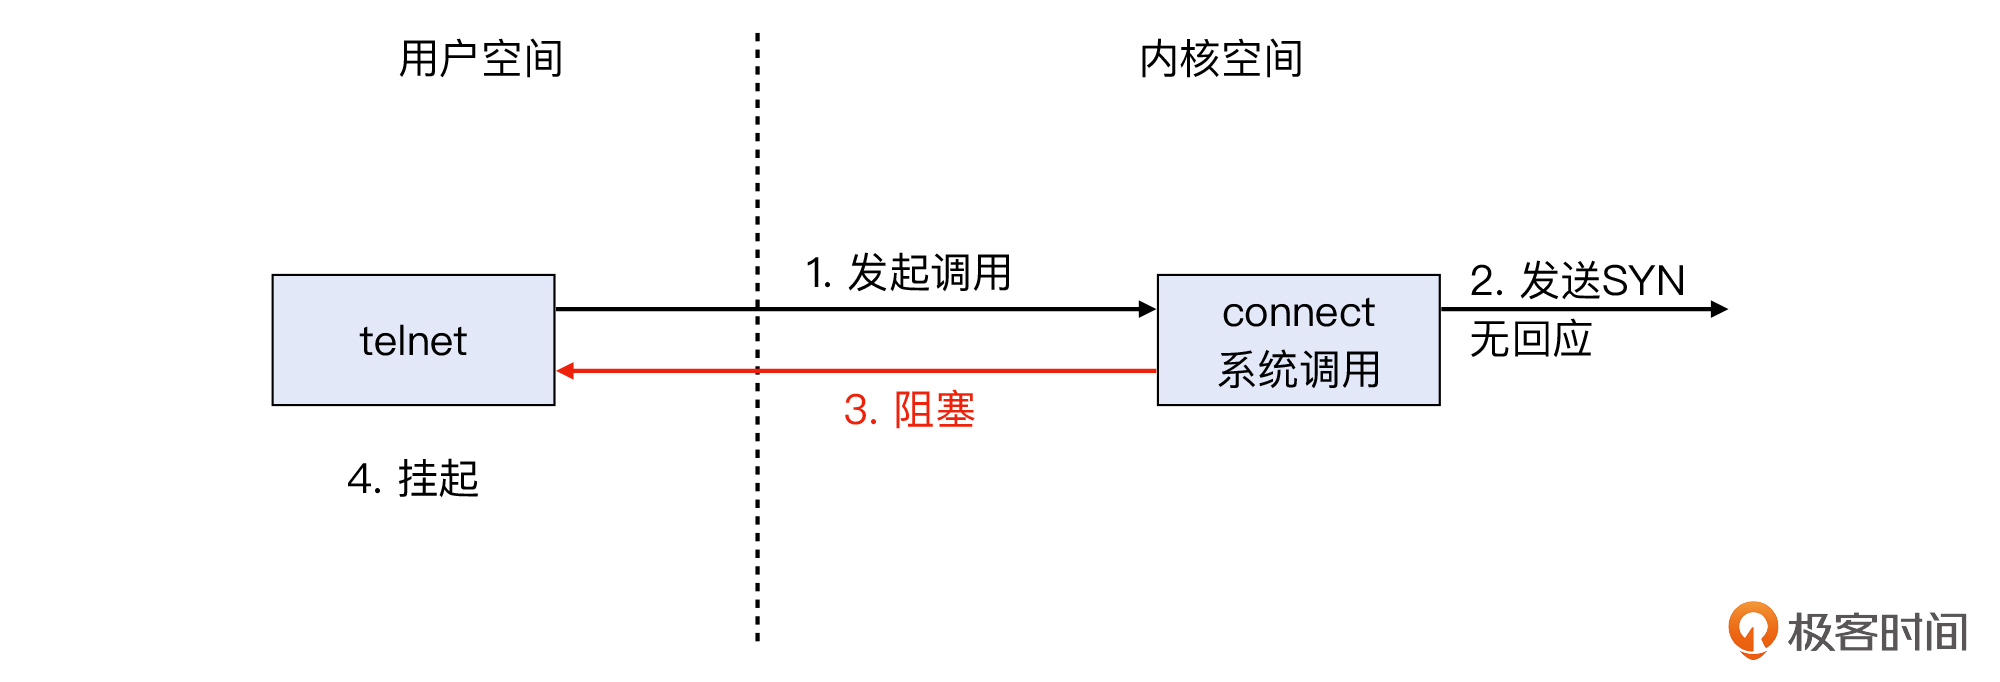 用户空间
内核空间
1. 发起调用
2. 发送SYN
无回应
telnet
connect
系统调用
3. 阻塞
4. 挂起
极客时间